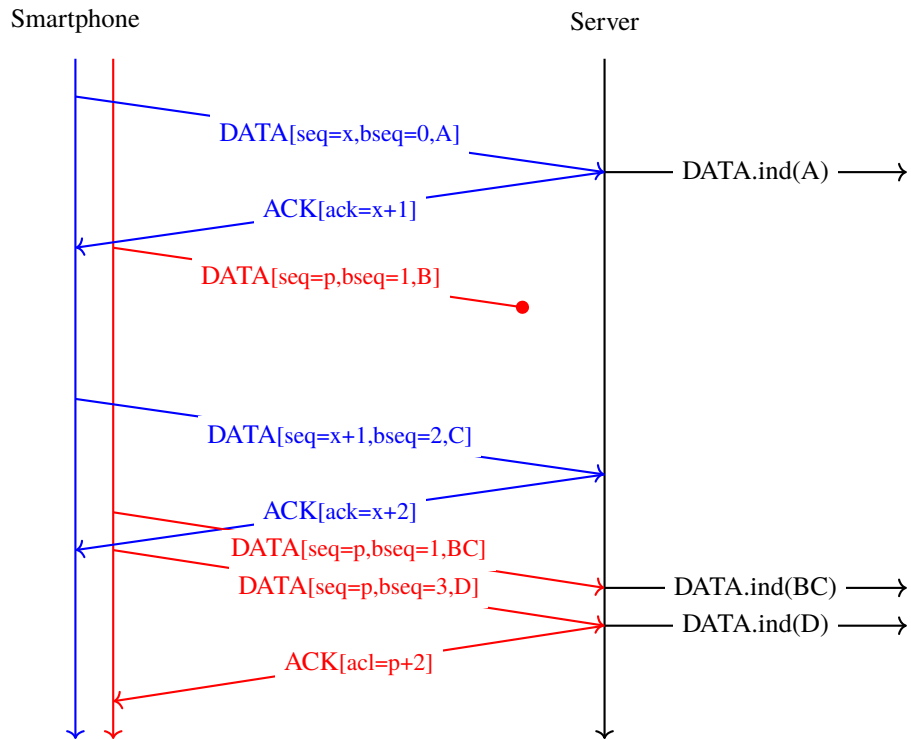 Smartphone
Server
DATA[seq=x,bseq=0,A]
DATA.ind(A)
ACK[ack=x+1]
DATA[seq=p,bseq=1,B]
DATA[seq=x+1,bseq=2,C]
ACK[ack=x+2]
DATA[seq=p,bseq=1,BC]
DATA[seq=p,bseq=3,D]
DATA.ind(BC)
DATA.ind(D)
ACK[acl=p+2]